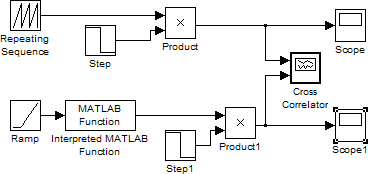 Repeating
Sequence
Step
Product
Scope
Cross
Correlator
MATLAB
Function
Ramp
Interpreted MATLAB
Function
Step1
Product1
Scope1